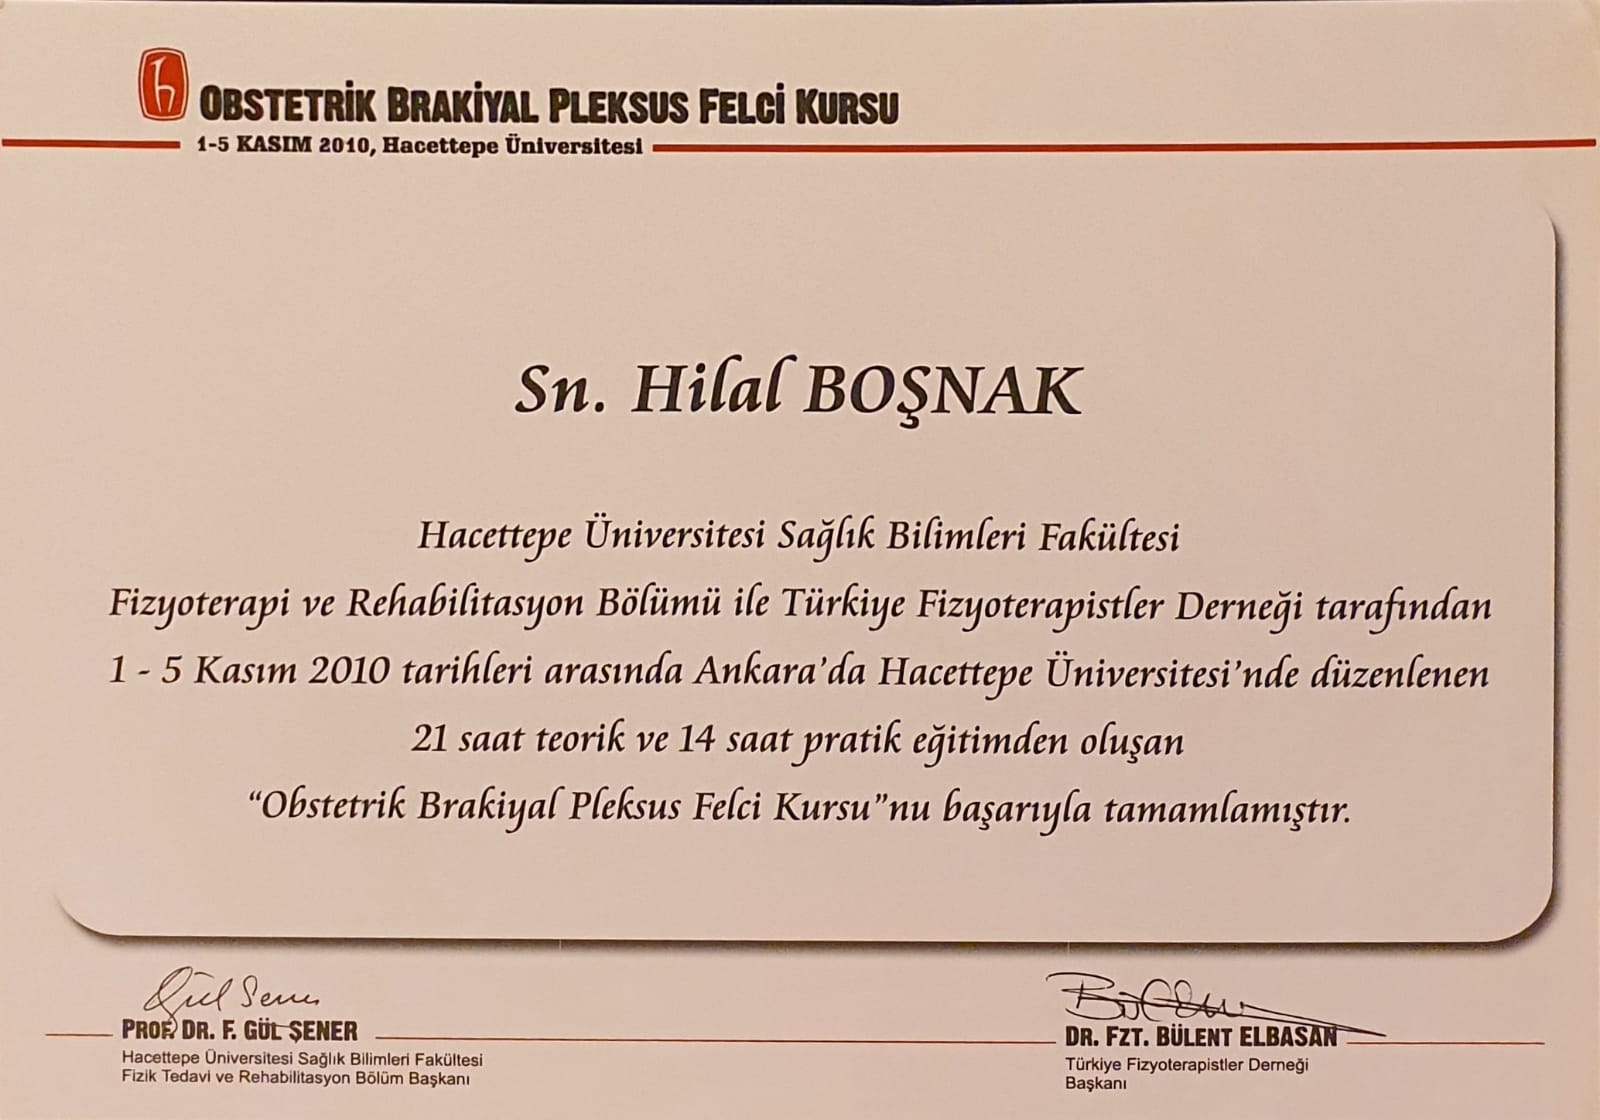 OBSTETRİK BRAKİYAL PLEKSUS FELCİ KURSU
1-5 KASIM 2010, Hacettepe Üniversitesi
Sn. Hilal BOŞNAK
Hacettepe Üniversitesi Sağlık Bilimleri Fakültesi
Fizyoterapi ve Rehabilitasyon Bölümü ile Türkiye Fizyoterapistler Derneği tarafından
1 - 5 Kasım 2010 tarihleri arasında Ankara'da Hacettepe Üniversitesi'nde düzenlenen
21 saat teorik ve 14 saat pratik eğitimden oluşan
“Obstetrik Brakiyal Pleksus Felci Kursu”nu başarıyla tamamlamıştır.
Gül Sener
PROF. DR. F. GÜL ŞENER
Hacettepe Üniversitesi Sağlık Bilimleri Fakültesi
Fizik Tedavi ve Rehabilitasyon Bölüm Başkanı
DR. FZT. BÜLENT ELBASAN
Türkiye Fizyoterapistler Derneği
Başkanı